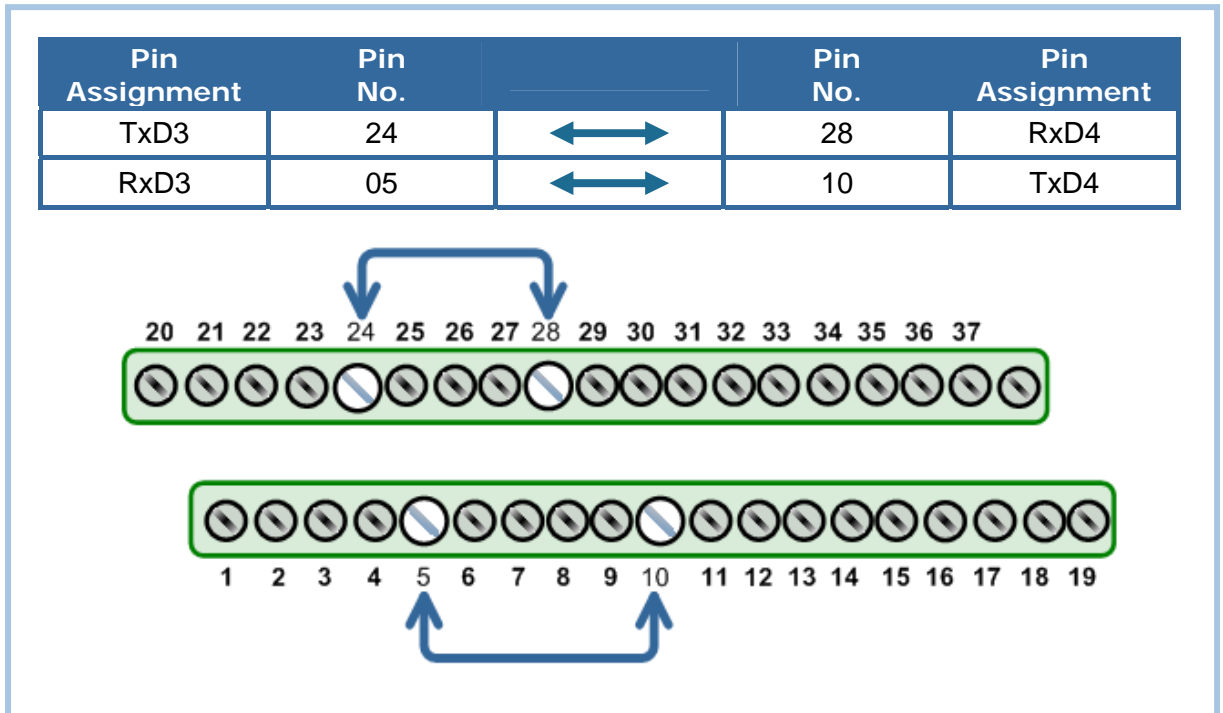 Pin Assignment Pin No. Pin No. Pin Assignment
TxD3 24 28 RxD4
RxD3 05 10 TxD4
20 21 22 23 24 25 26 27 28 29 30 31 32 33 34 35 36 37
1 2 3 4 5 6 7 8 9 10 11 12 13 14 15 16 17 18 19